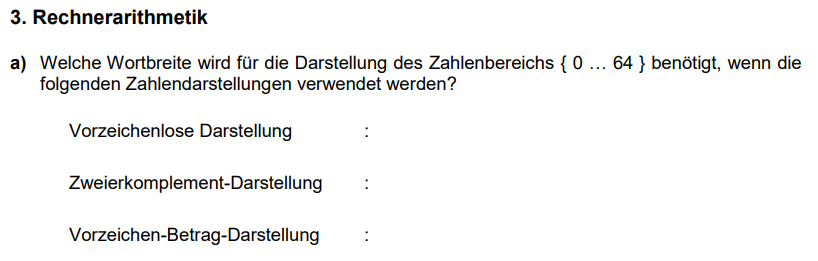 3. Rechnerarithmetik
a) Welche Wortbreite wird für die Darstellung des Zahlenbereichs { 0 … 64 } benötigt, wenn die
folgenden Zahlendarstellungen verwendet werden?
Vorzeichenlose Darstellung :
Zweierkomplement-Darstellung :
Vorzeichen-Betrag-Darstellung :